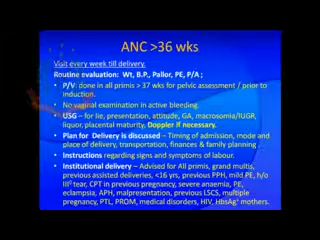 ANC >36 wks
Visit every week till delivery.
Routine evaluation: Wt, B.P., Pallor, PE, P/A ;
• P/V: done in all primis > 37 wks for pelvic assessment / prior to
induction.
• No vaginal examination in active bleeding.
• USG – for lie, presentation, attitude, GA, macrosomia/IUGR,
liquor, placental maturity, Doppler if necessary.
• Plan for Delivery is discussed – Timing of admission, mode and
place of delivery, transportation, finances & family planning
• Instructions regarding signs and symptoms of labour.
• Institutional delivery – Advised for All primis, grand multis,
previous assisted deliveries, <16 yrs, previous PPH, mild PE, h/o
III⁰ tear, CPT in previous pregnancy, severe anaemia, PE,
eclampsia, APH, malpresentation, previous LSCS, multiple
pregnancy, PTL, PROM, medical disorders, HIV, HbsAg⁺ mothers.